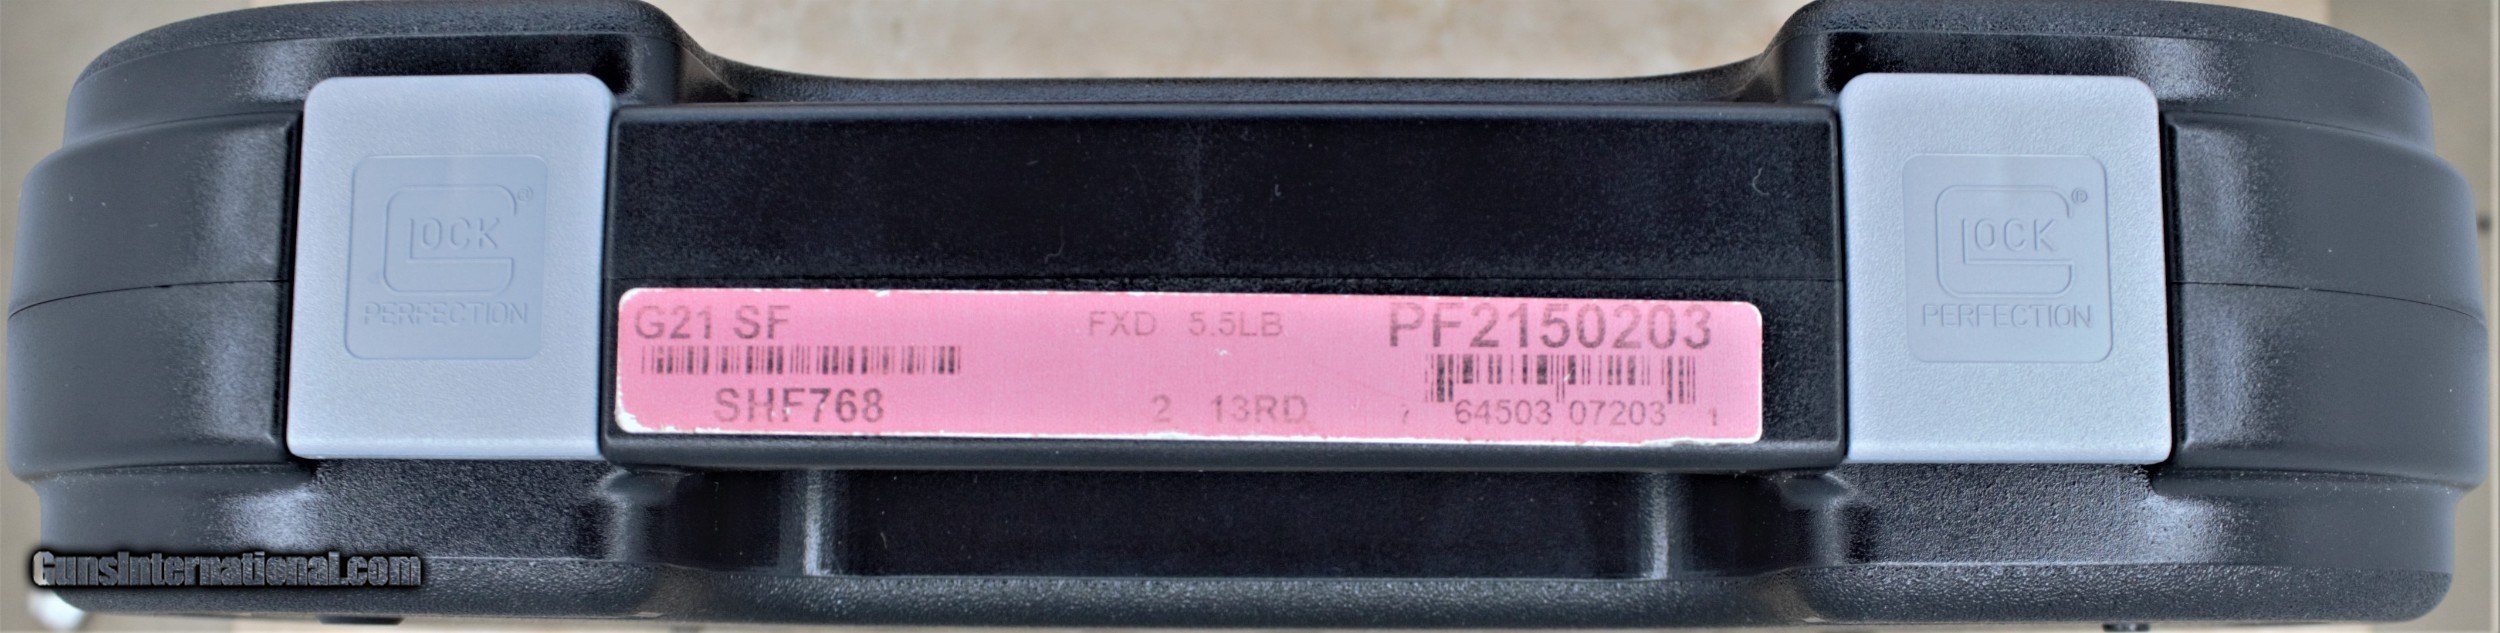 GLOCK®
PERFECTION
G21 SF FXD 5.5LB PF2150203
SHF768 2 13RD 7 64503 07203 1
GLOCK®
PERFECTION
GunsInternational.com